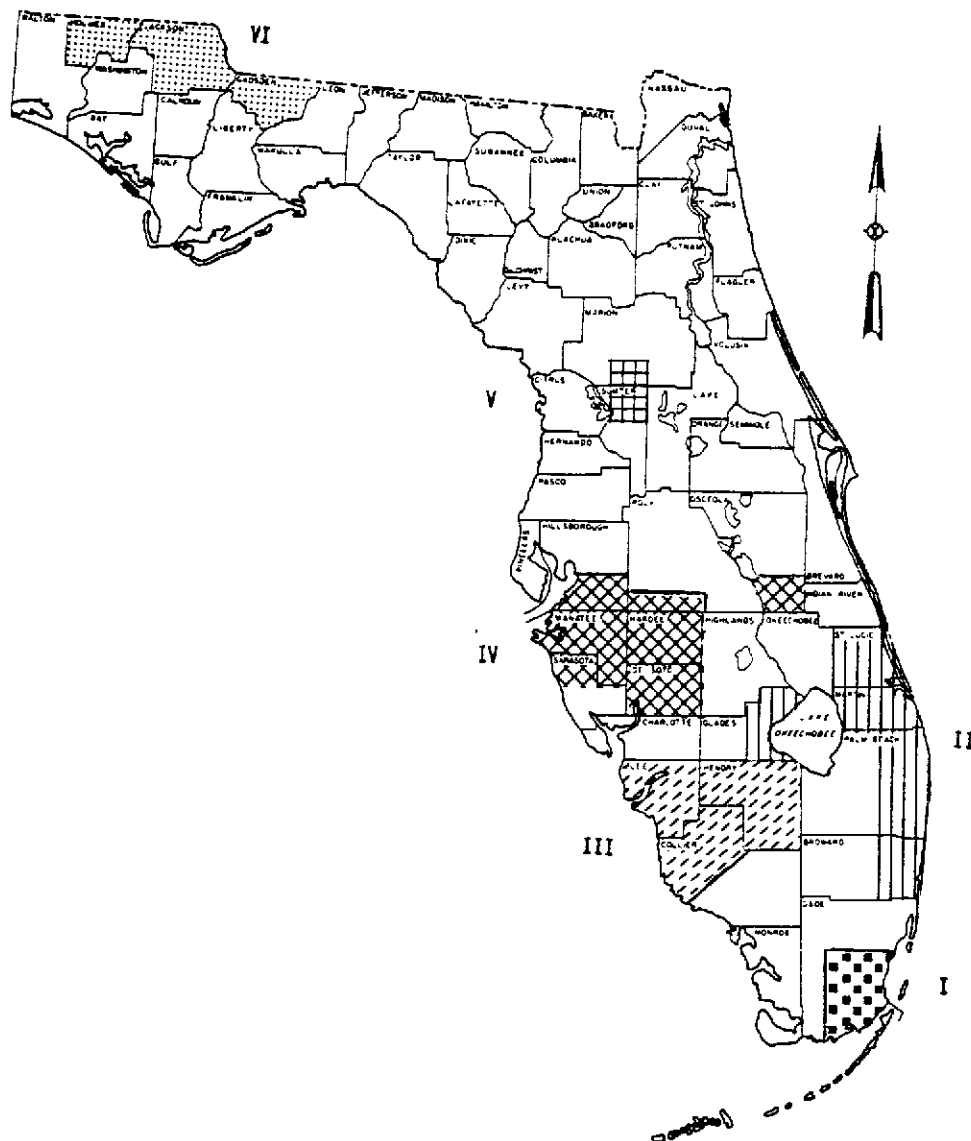 WALTON
HOLMES
JACKSON
VI
WASHINGTON
GADSDEN
LEON
JEFFERSON
MADISON
HAMILTON
NASSAU
BAY
CALHOUN
LIBERTY
BAKER
DUVAL
GULF
WAKULLA
TAYLOR
SUWANNEE
COLUMBIA
FRANKLIN
LAFAYETTE
UNION
CLAY
ST JOHNS
BRADFORD
DIXIE
ALACHUA
PUTNAM
GILCHRIST
LEVY
FLAGLER
MARION
VOLUSIA
V
CITRUS
SUMTER
LAKE
ORANGE
SEMINOLE
HERNANDO
PASCO
POLK
OSCEOLA
HILLSBOROUGH
PINELLAS
BREVARD
INDIAN RIVER
MANATEE
HARDEE
HIGHLANDS
OKEECHOBEE
IV
SARASOTA
DE SOTO
ST LUCIE
MARTIN
CHARLOTTE
GLADES
LAKE
OKEECHOBEE
PALM BEACH
II
LEE
HENDRY
III
COLLIER
BROWARD
DADE
MONROE
I